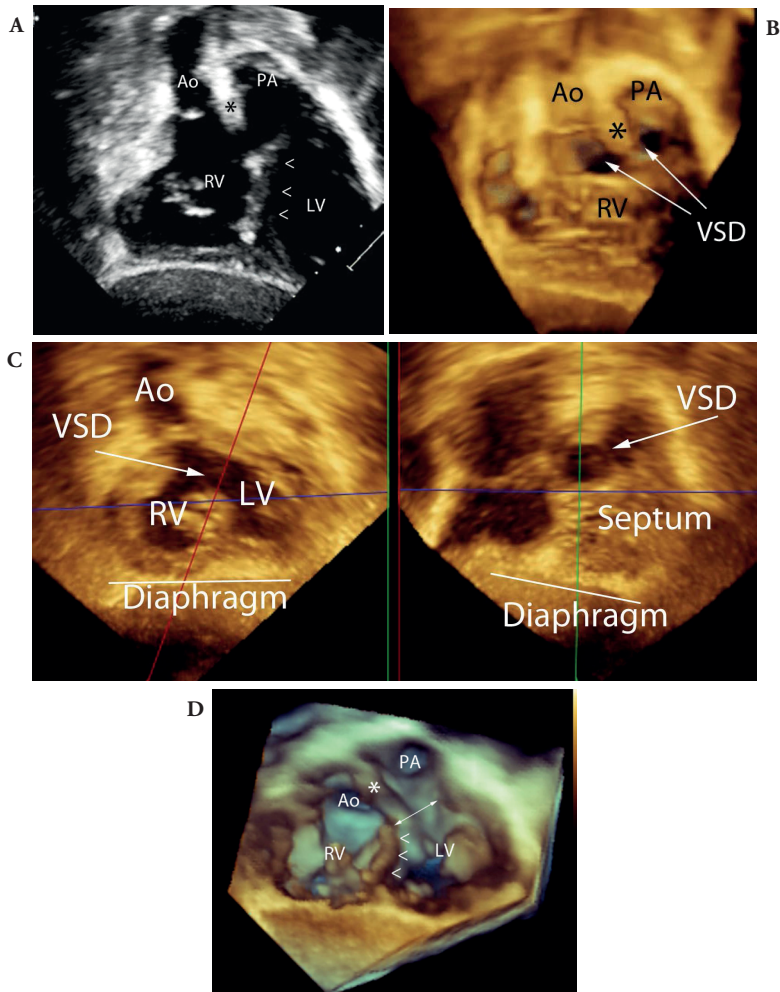 A
Ao
PA
*
RV
<
<
<
LV
B
Ao
PA
*
RV
VSD
C
Ao
VSD
RV
LV
Diaphragm
VSD
Septum
Diaphragm
D
PA
*
Ao
<
<
<
RV
LV